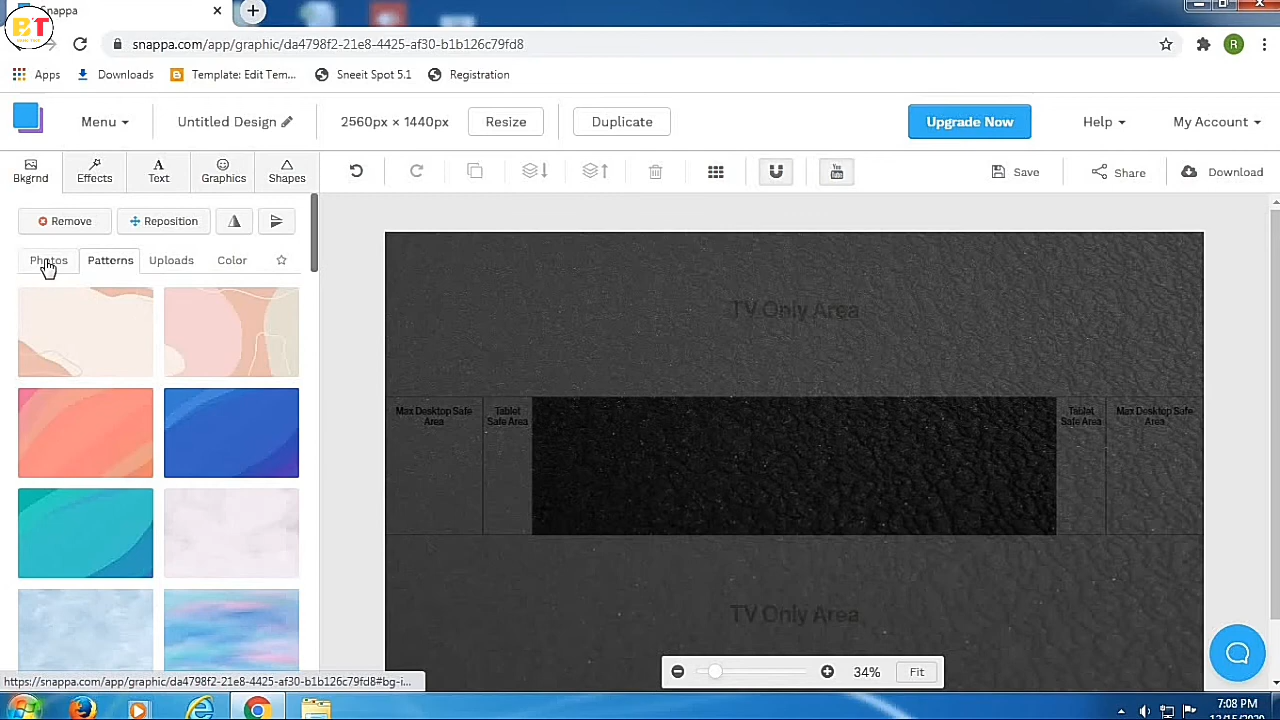 Snappa
BT
snappa.com/app/graphic/da4798f2-21e8-4425-af30-b1b126c79fd8
R
Apps
Downloads
Template: Edit Tem...
Sneeit Spot 5.1
Registration
Menu
Untitled Design
2560px × 1440px
Resize
Duplicate
Upgrade Now
Help
My Account
Bkgrnd
Effects
Text
Graphics
Shapes
You Tube
Save
Share
Download
Remove
Reposition
Photos
Patterns
Uploads
Color
TV Only Area
Max Desktop Safe
Area
Tablet
Safe Area
Tablet
Safe Area
Max Desktop Safe
Area
TV Only Area
34%
Fit
https://snappa.com/app/graphic/da4798f2-21e8-4425-af30-b1b126c79fd8#bg-i...
7:08 PM